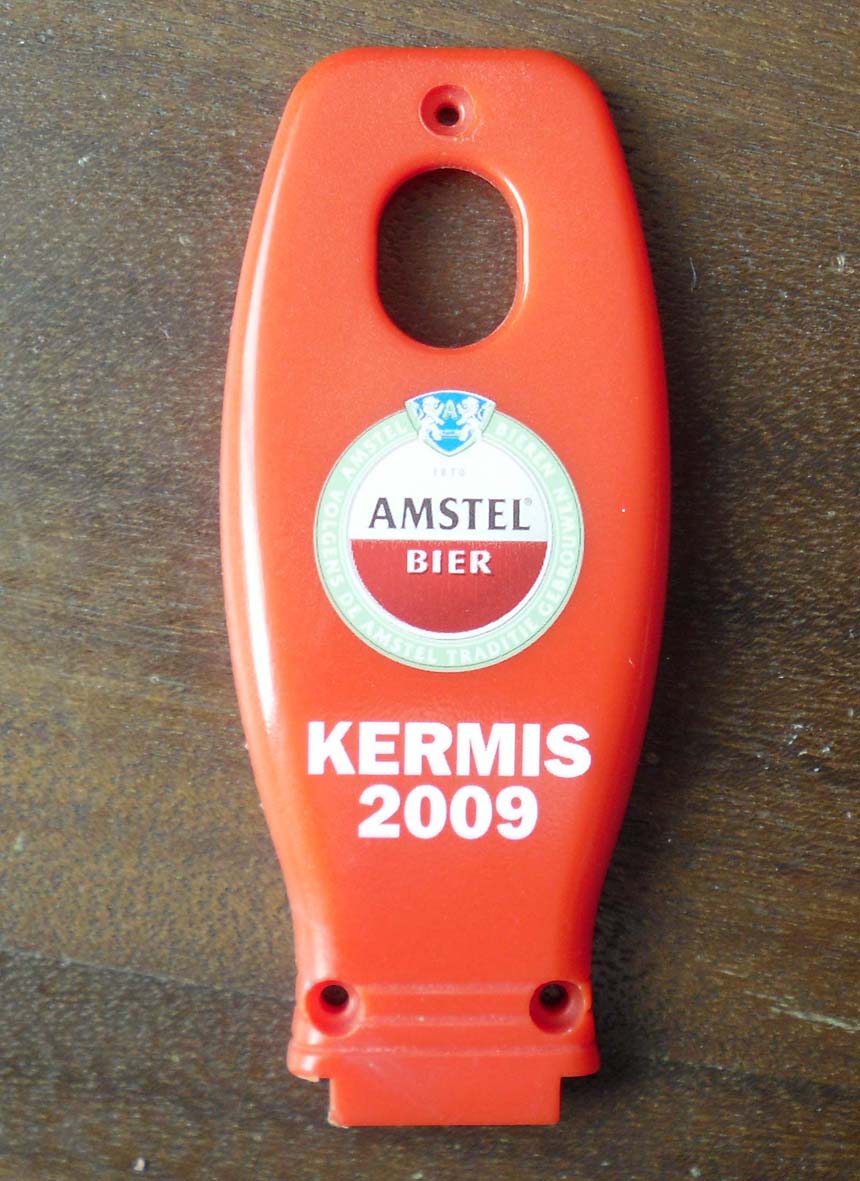 A
VOLGENS DE AMSTEL TRADITIE GEBROUWEN
AMSTEL BIEREN
1870
AMSTEL®
BIER
KERMIS
2009